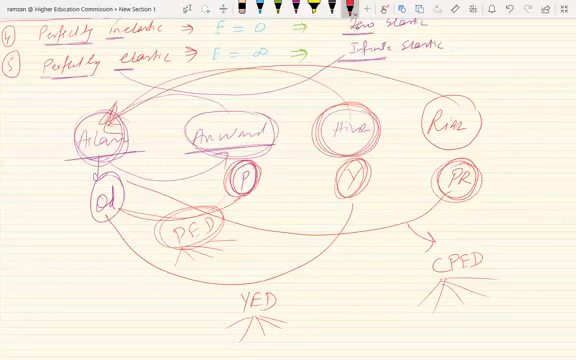 ramzan @ Higher Education Commission » New Section 1
④ Perfectly inelastic ⇒ E = 0 ⇒ Zero elastic
⑤ Perfectly elastic ⇒ E = ∞ ⇒ Infinite elastic
Aslam Anwar Hira Riaz
Qd P Y PR
PED
CPED
YED